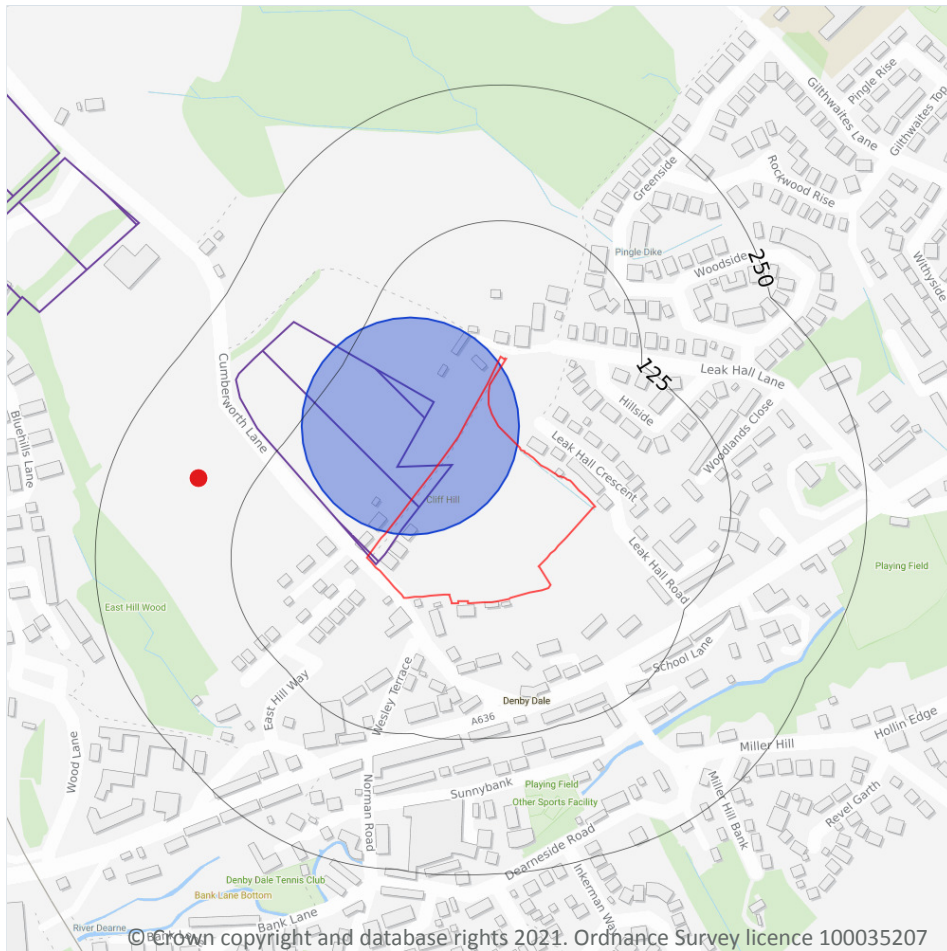 Gilthwaites Lane
Pingle Rise
Gilthwaites Top
Greenside
Rockwood Rise
Pingle Dike
Woodside
250
Withyside
Cumberworth Lane
125
Leak Hall Lane
Hillside
Woodlands Close
Bluehills Lane
Leak Hall Crescent
Cliff Hill
Leak Hall Road
Playing Field
East Hill Wood
School Lane
East Hill Way
Wesley Terrace
Denby Dale
A636
Hollin Edge
Wood Lane
Miller Hill
Sunnybank
Playing Field
Other Sports Facility
Norman Road
Miller Hill Bank
Revel Garth
Dearneside Road
Inkerman Way
Denby Dale Tennis Club
Bank Lane Bottom
Bank Lane
River Dearne
Bank Lane
© Crown copyright and database rights 2021. Ordnance Survey licence 100035207